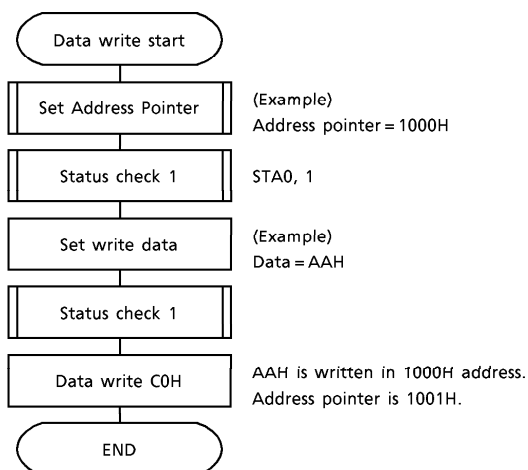 Data write start
Set Address Pointer
(Example)
Address pointer = 1000H
Status check 1
STA0, 1
Set write data
(Example)
Data = AAH
Status check 1
Data write C0H
AAH is written in 1000H address.
Address pointer is 1001H.
END